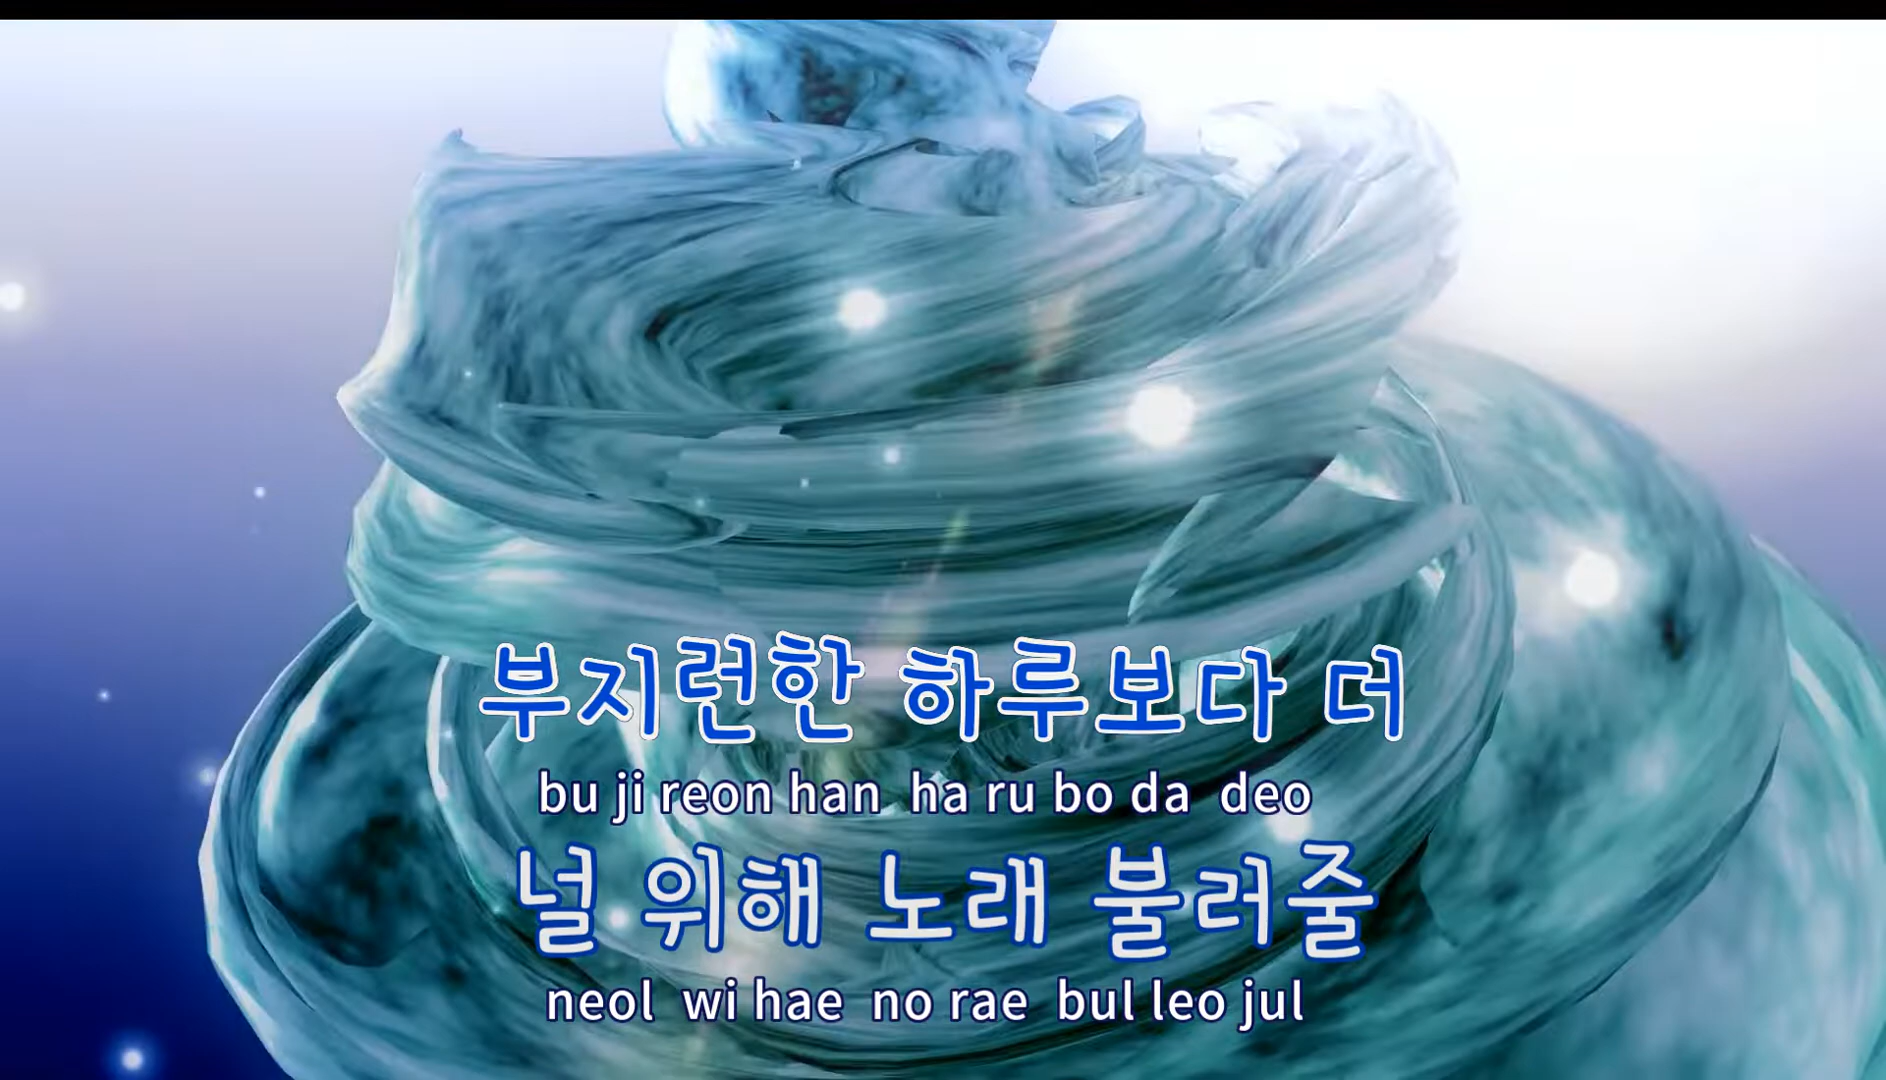 부지런한 하루보다 더
bu ji reon han ha ru bo da deo
널 위해 노래 불러줄
neol wi hae no rae bul leo jul